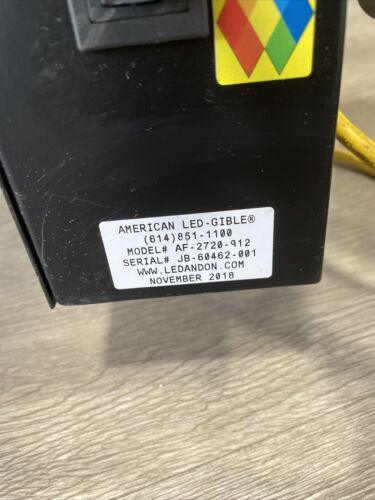 AMERICAN LED-GIBLE®
(614)851-1100
MODEL# AF-2720-912
SERIAL# JB-60462-001
WWW.LEDANDON.COM
NOVEMBER 2018